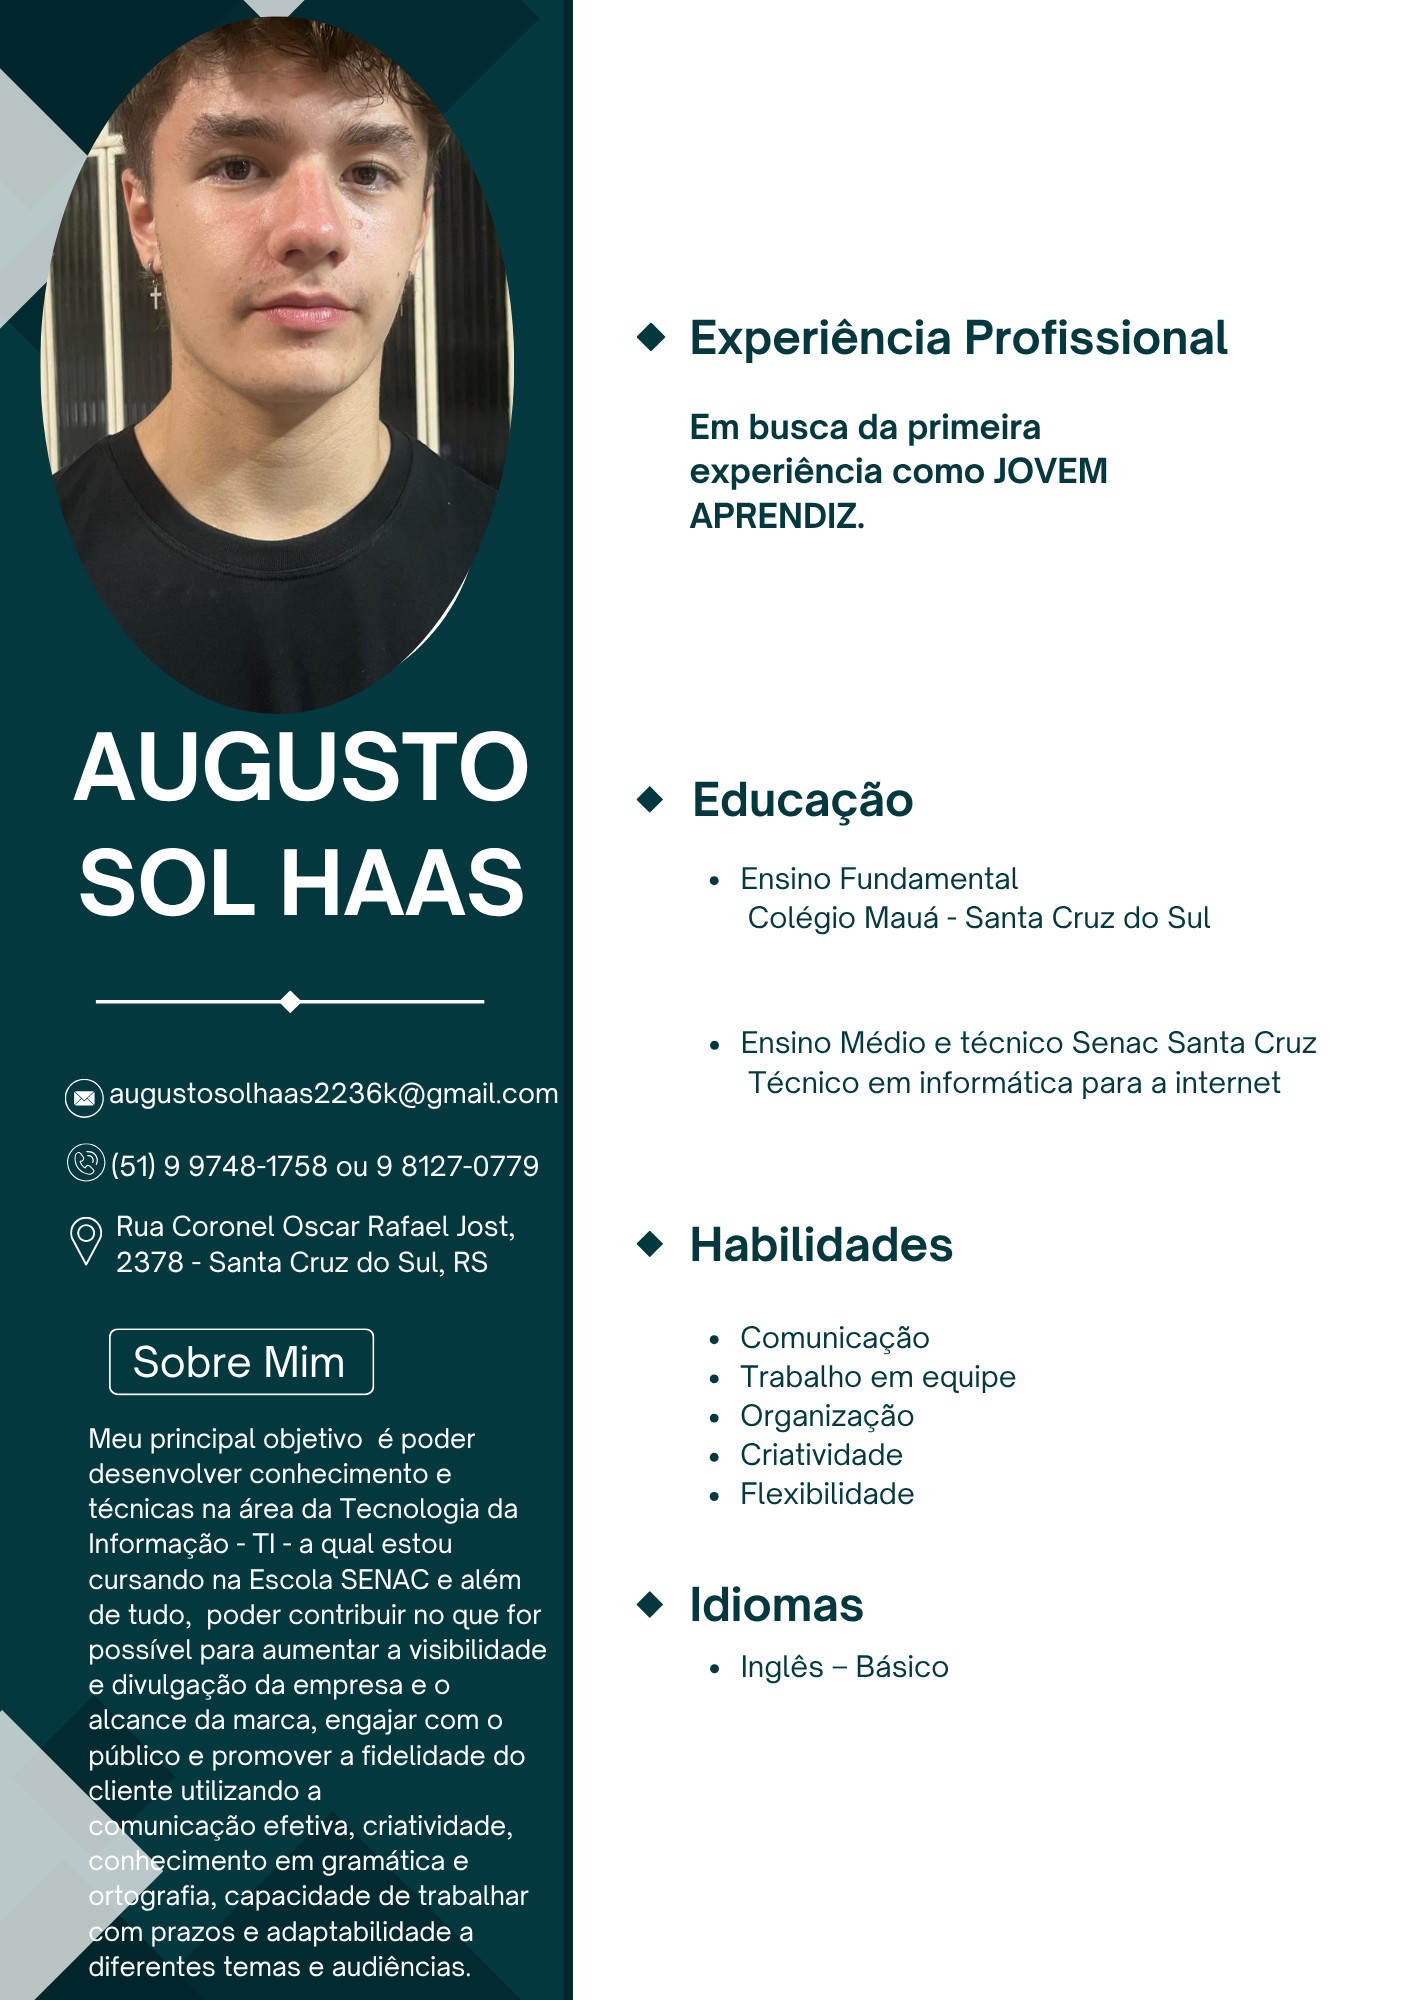 AUGUSTO
SOL HAAS
augustosolhaas2236k@gmail.com
(51) 9 9748-1758 ou 9 8127-0779
Rua Coronel Oscar Rafael Jost,
2378 - Santa Cruz do Sul, RS
Sobre Mim
Meu principal objetivo  é poder
desenvolver conhecimento e
técnicas na área da Tecnologia da
Informação - TI - a qual estou
cursando na Escola SENAC e além
de tudo,  poder contribuir no que for
possível para aumentar a visibilidade
e divulgação da empresa e o
alcance da marca, engajar com o
público e promover a fidelidade do
cliente utilizando a
comunicação efetiva, criatividade,
conhecimento em gramática e
ortografia, capacidade de trabalhar
com prazos e adaptabilidade a
diferentes temas e audiências.
Experiência Profissional
Em busca da primeira
experiência como JOVEM
APRENDIZ.
Educação
• Ensino Fundamental
Colégio Mauá - Santa Cruz do Sul
• Ensino Médio e técnico Senac Santa Cruz
Técnico em informática para a internet
Habilidades
• Comunicação
• Trabalho em equipe
• Organização
• Criatividade
• Flexibilidade
Idiomas
• Inglês – Básico